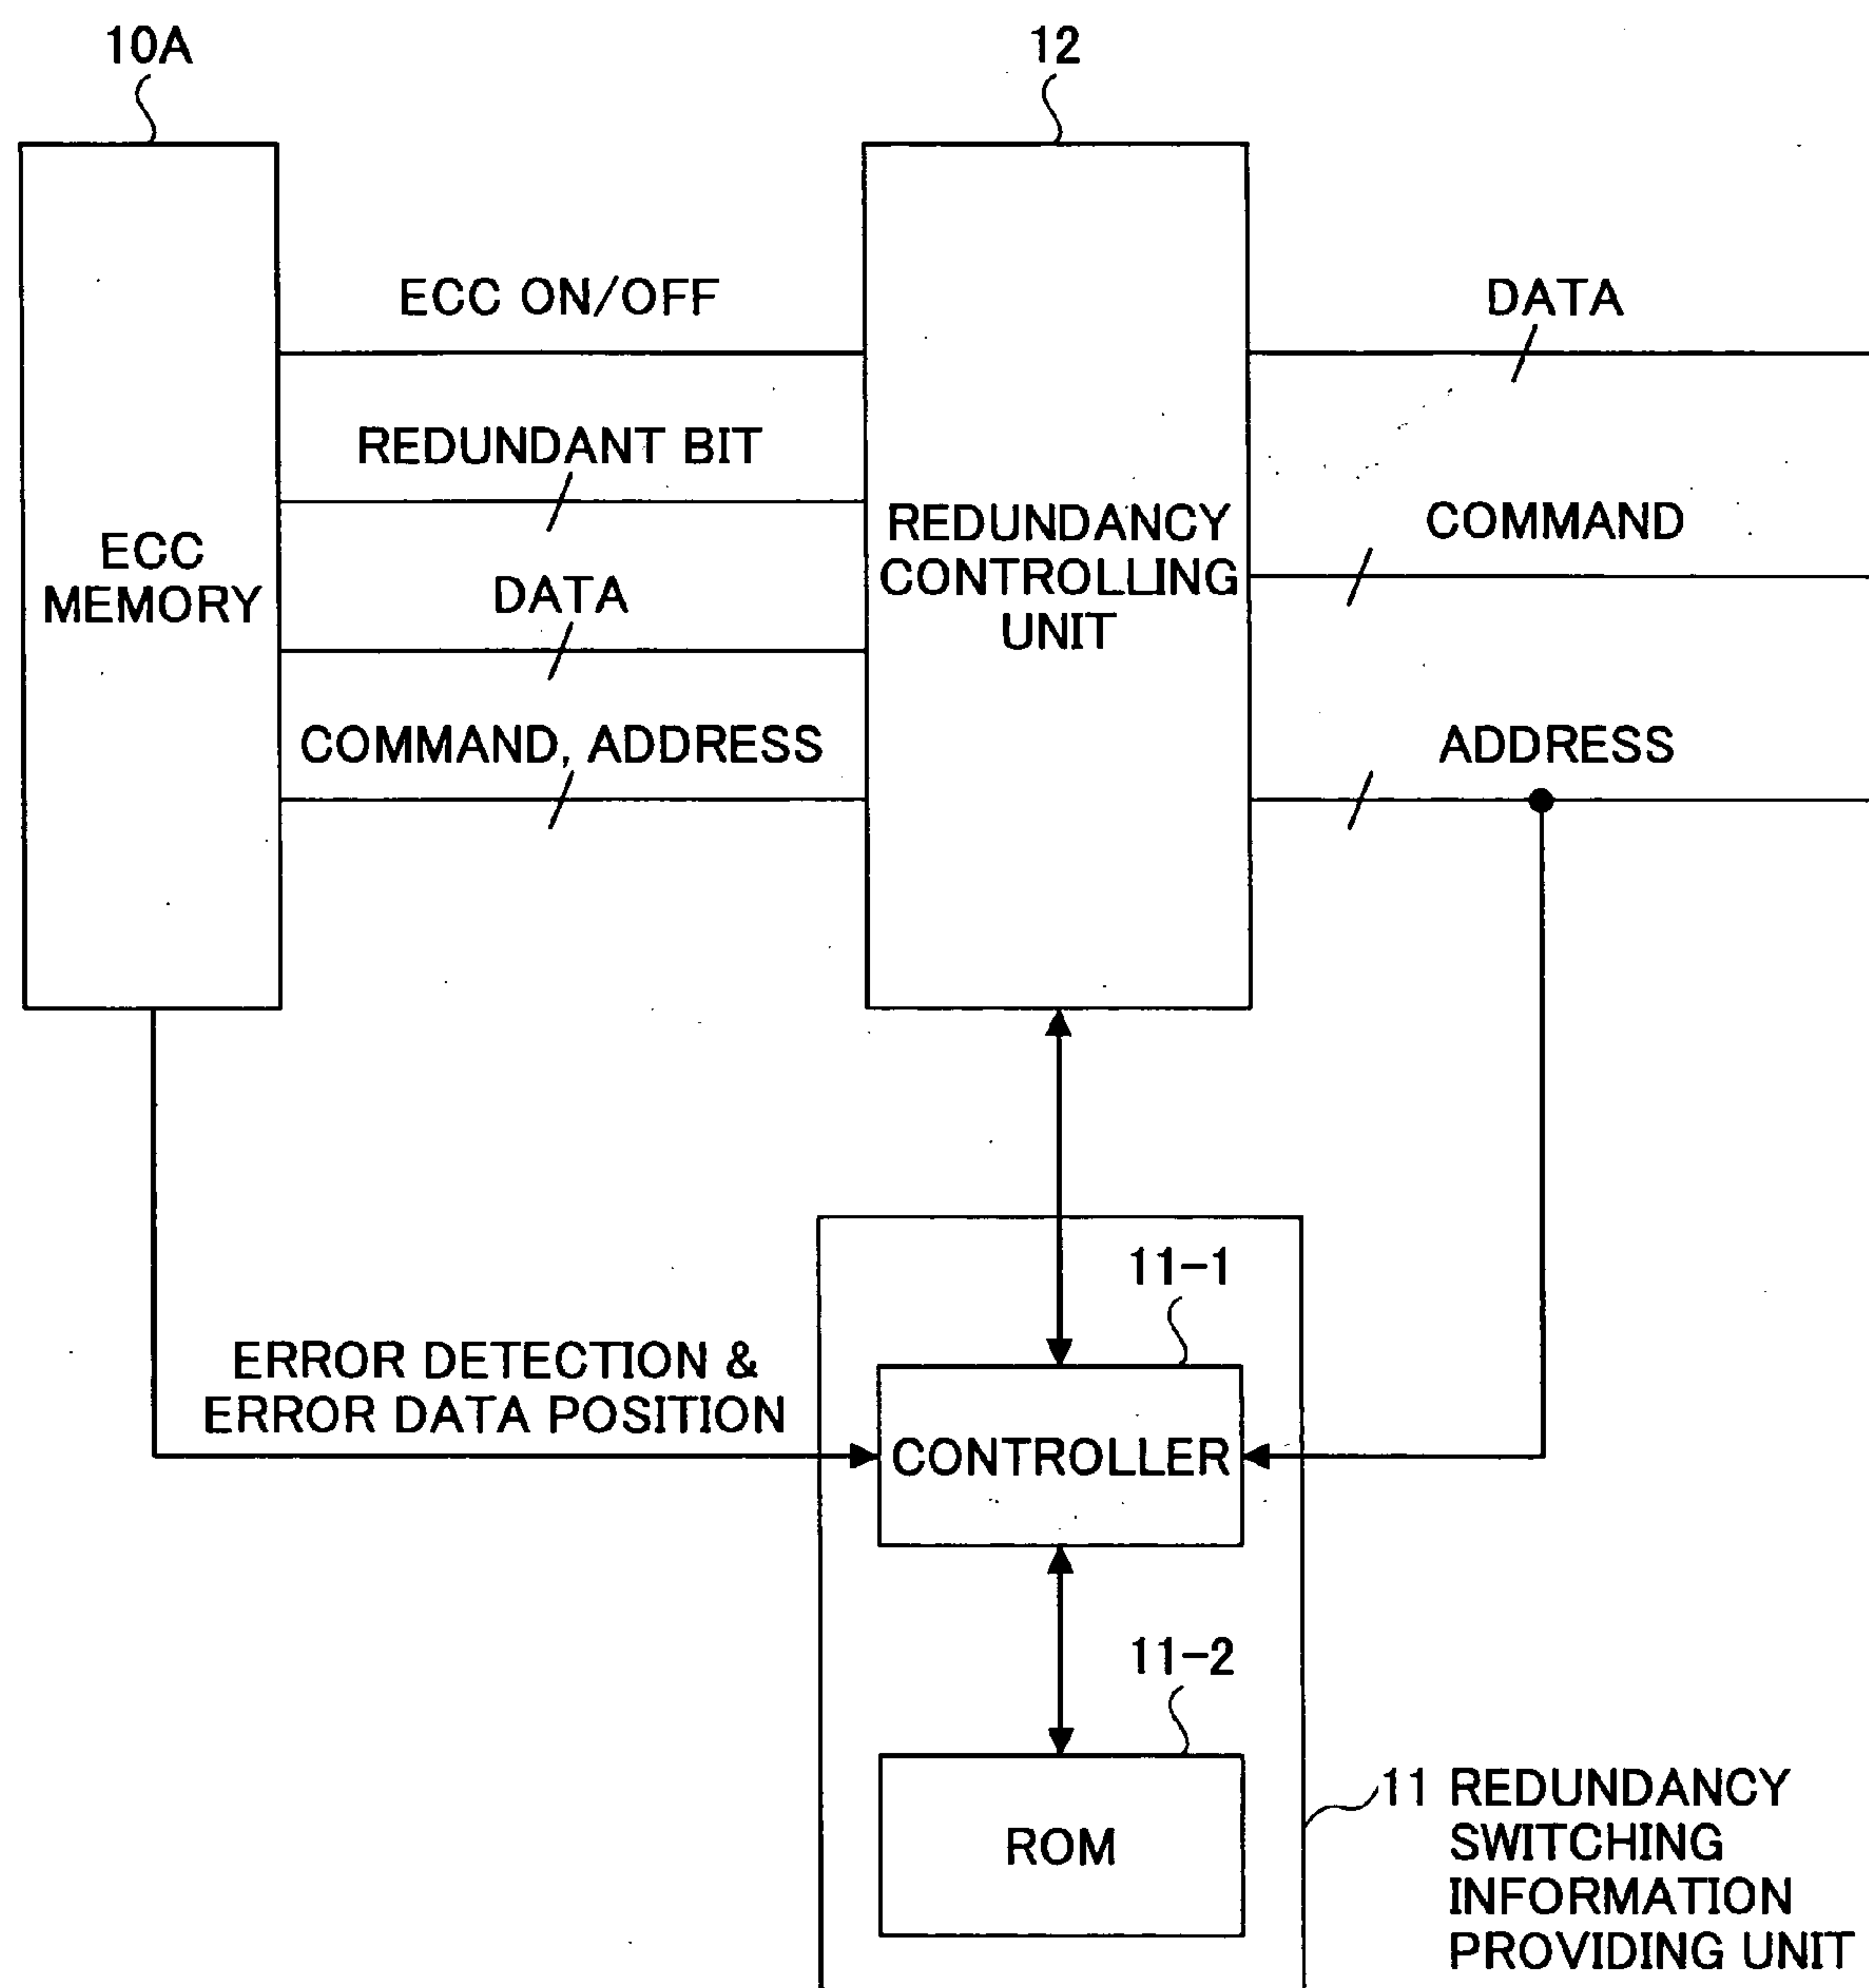 10A
12
ECC ON/OFF
DATA
REDUNDANT BIT
COMMAND
ECC
MEMORY
REDUNDANCY
CONTROLLING
UNIT
DATA
COMMAND, ADDRESS
ADDRESS
11-1
ERROR DETECTION &
ERROR DATA POSITION
CONTROLLER
11-2
ROM
11 REDUNDANCY
SWITCHING
INFORMATION
PROVIDING UNIT